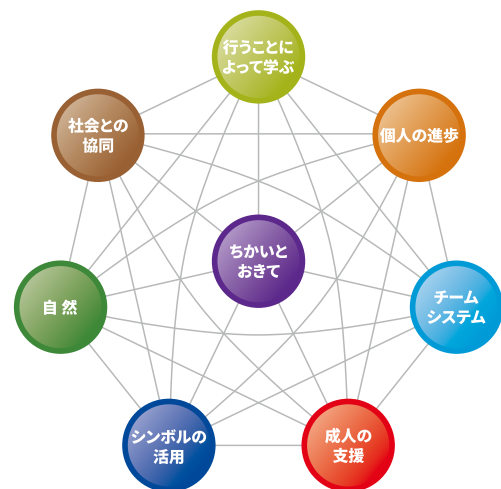 行うことに
よって学ぶ
社会との
協同
個人の進歩
ちかいと
おきて
自然
チーム
システム
シンボルの
活用
成人の
支援